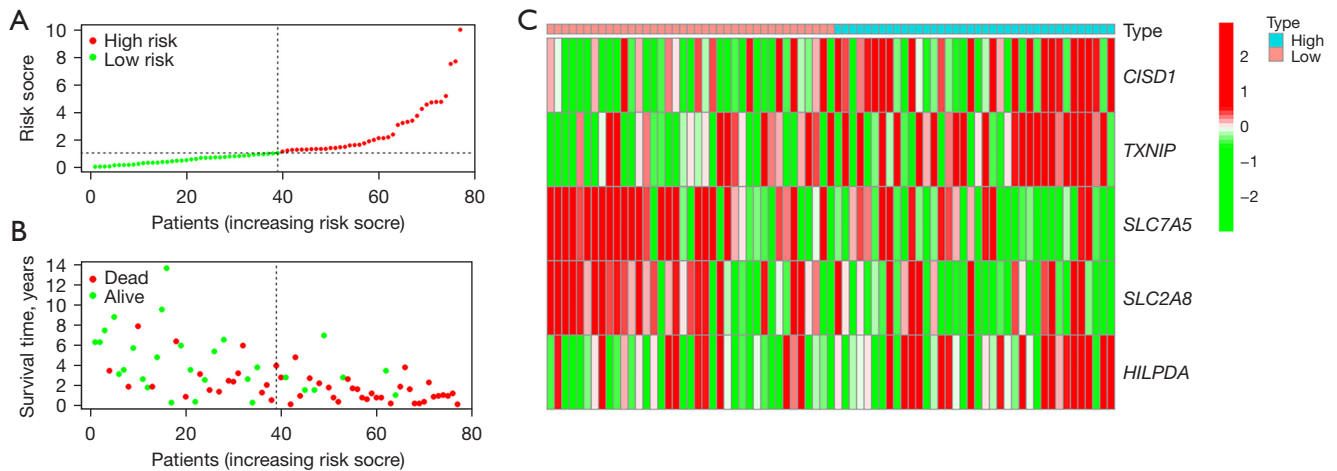 A
High risk
Low risk
Risk socre
10
8
6
4
2
0
0 20 40 60 80
Patients (increasing risk socre)
B
Dead
Alive
Survival time, years
14
12
10
8
6
4
2
0
0 20 40 60 80
Patients (increasing risk socre)
C
Type
CISD1
TXNIP
SLC7A5
SLC2A8
HILPDA
2
1
0
−1
−2
Type
High
Low